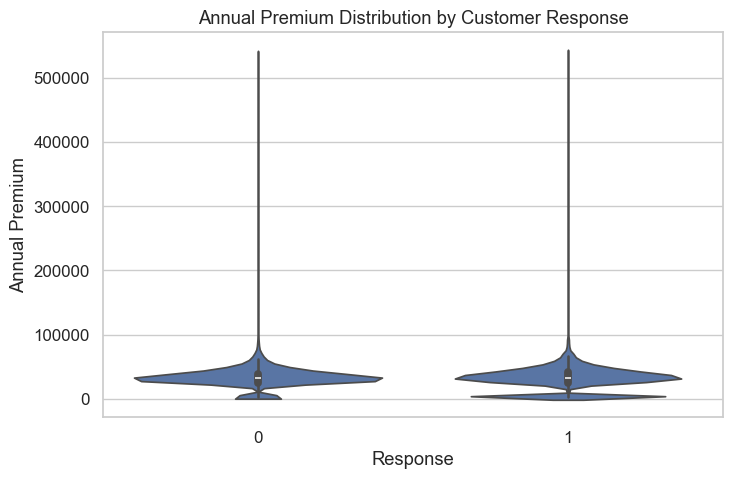 Annual Premium Distribution by Customer Response
Annual Premium
500000
400000
300000
200000
100000
0
0
1
Response